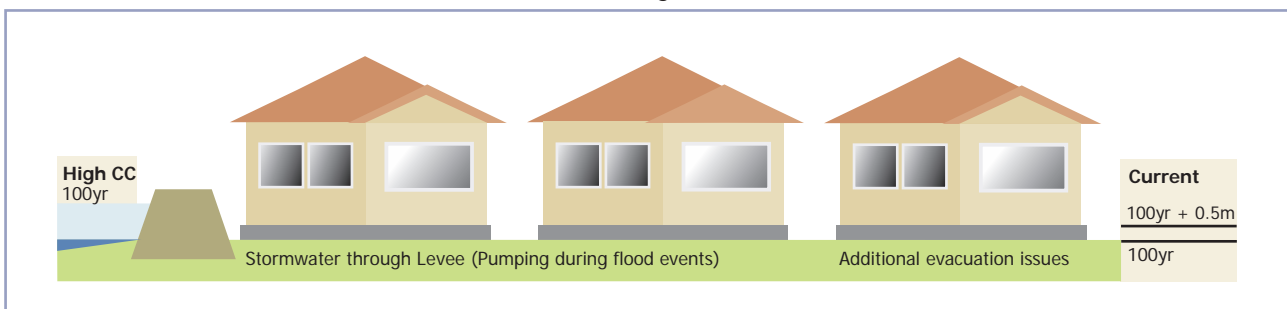 High CC
100yr
Current
100yr + 0.5m
100yr
Stormwater through Levee (Pumping during flood events)
Additional evacuation issues